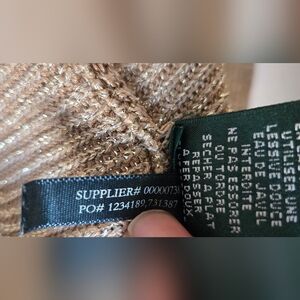 SUPPLIER# 00000738
PO# 1234189,731387
UTILISER UNE
LESSIVE DOUCE
EAU DE JAVEL
INTERDITE
NE PAS ESSORER
OU TORDRE
SECHER A PLAT
REPASSER
A FER DOUX.